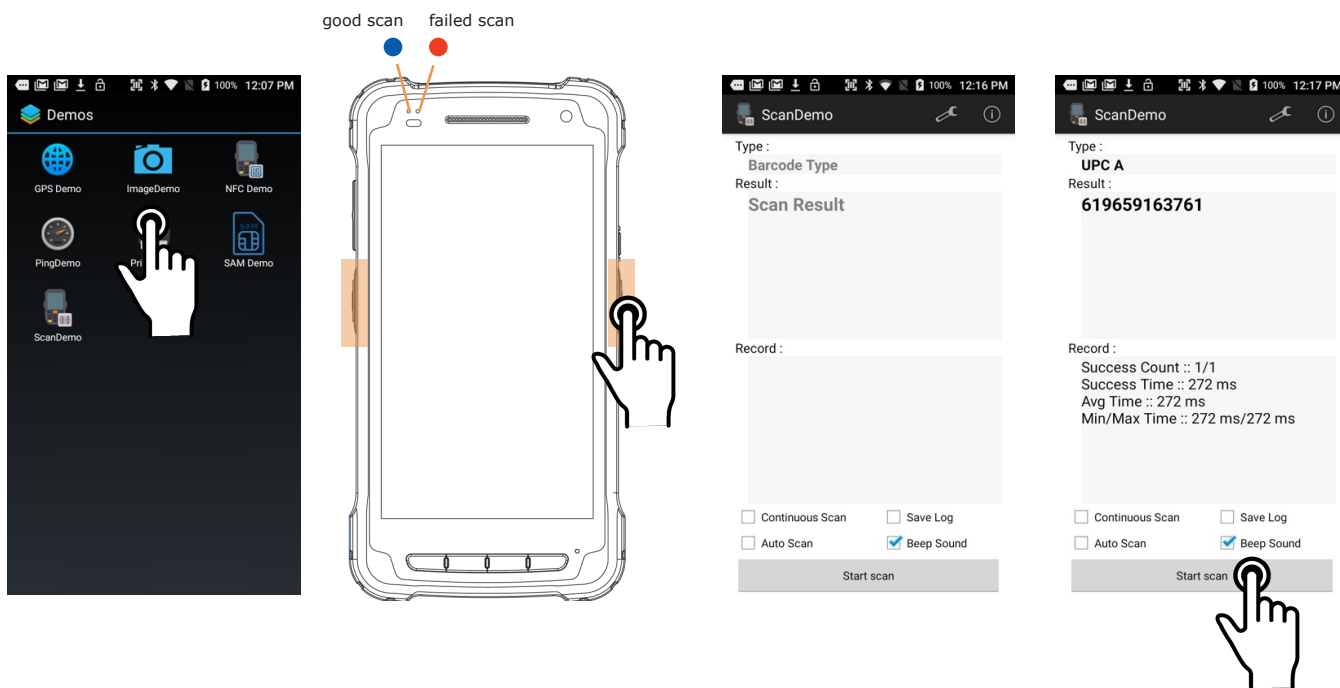 good scan failed scan
100% 12:07 PM
Demos
GPS Demo ImageDemo NFC Demo
PingDemo Pri SAM Demo
SAM
ScanDemo
100% 12:16 PM
ScanDemo
Type :
Barcode Type
Result :
Scan Result
Record :
Continuous Scan Save Log
Auto Scan Beep Sound
Start scan
100% 12:17 PM
ScanDemo
Type :
UPC A
Result :
619659163761
Record :
Success Count :: 1/1
Success Time :: 272 ms
Avg Time :: 272 ms
Min/Max Time :: 272 ms/272 ms
Continuous Scan Save Log
Auto Scan Beep Sound
Start scan